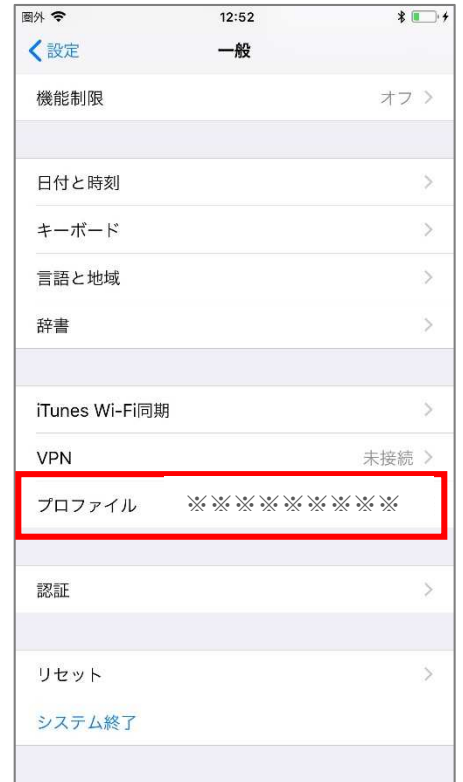 圏外 12:52
設定 一般
機能制限 オフ
日付と時刻
キーボード
言語と地域
辞書
iTunes Wi-Fi同期
VPN 未接続
プロファイル ※※※※※※※※※
認証
リセット
システム終了